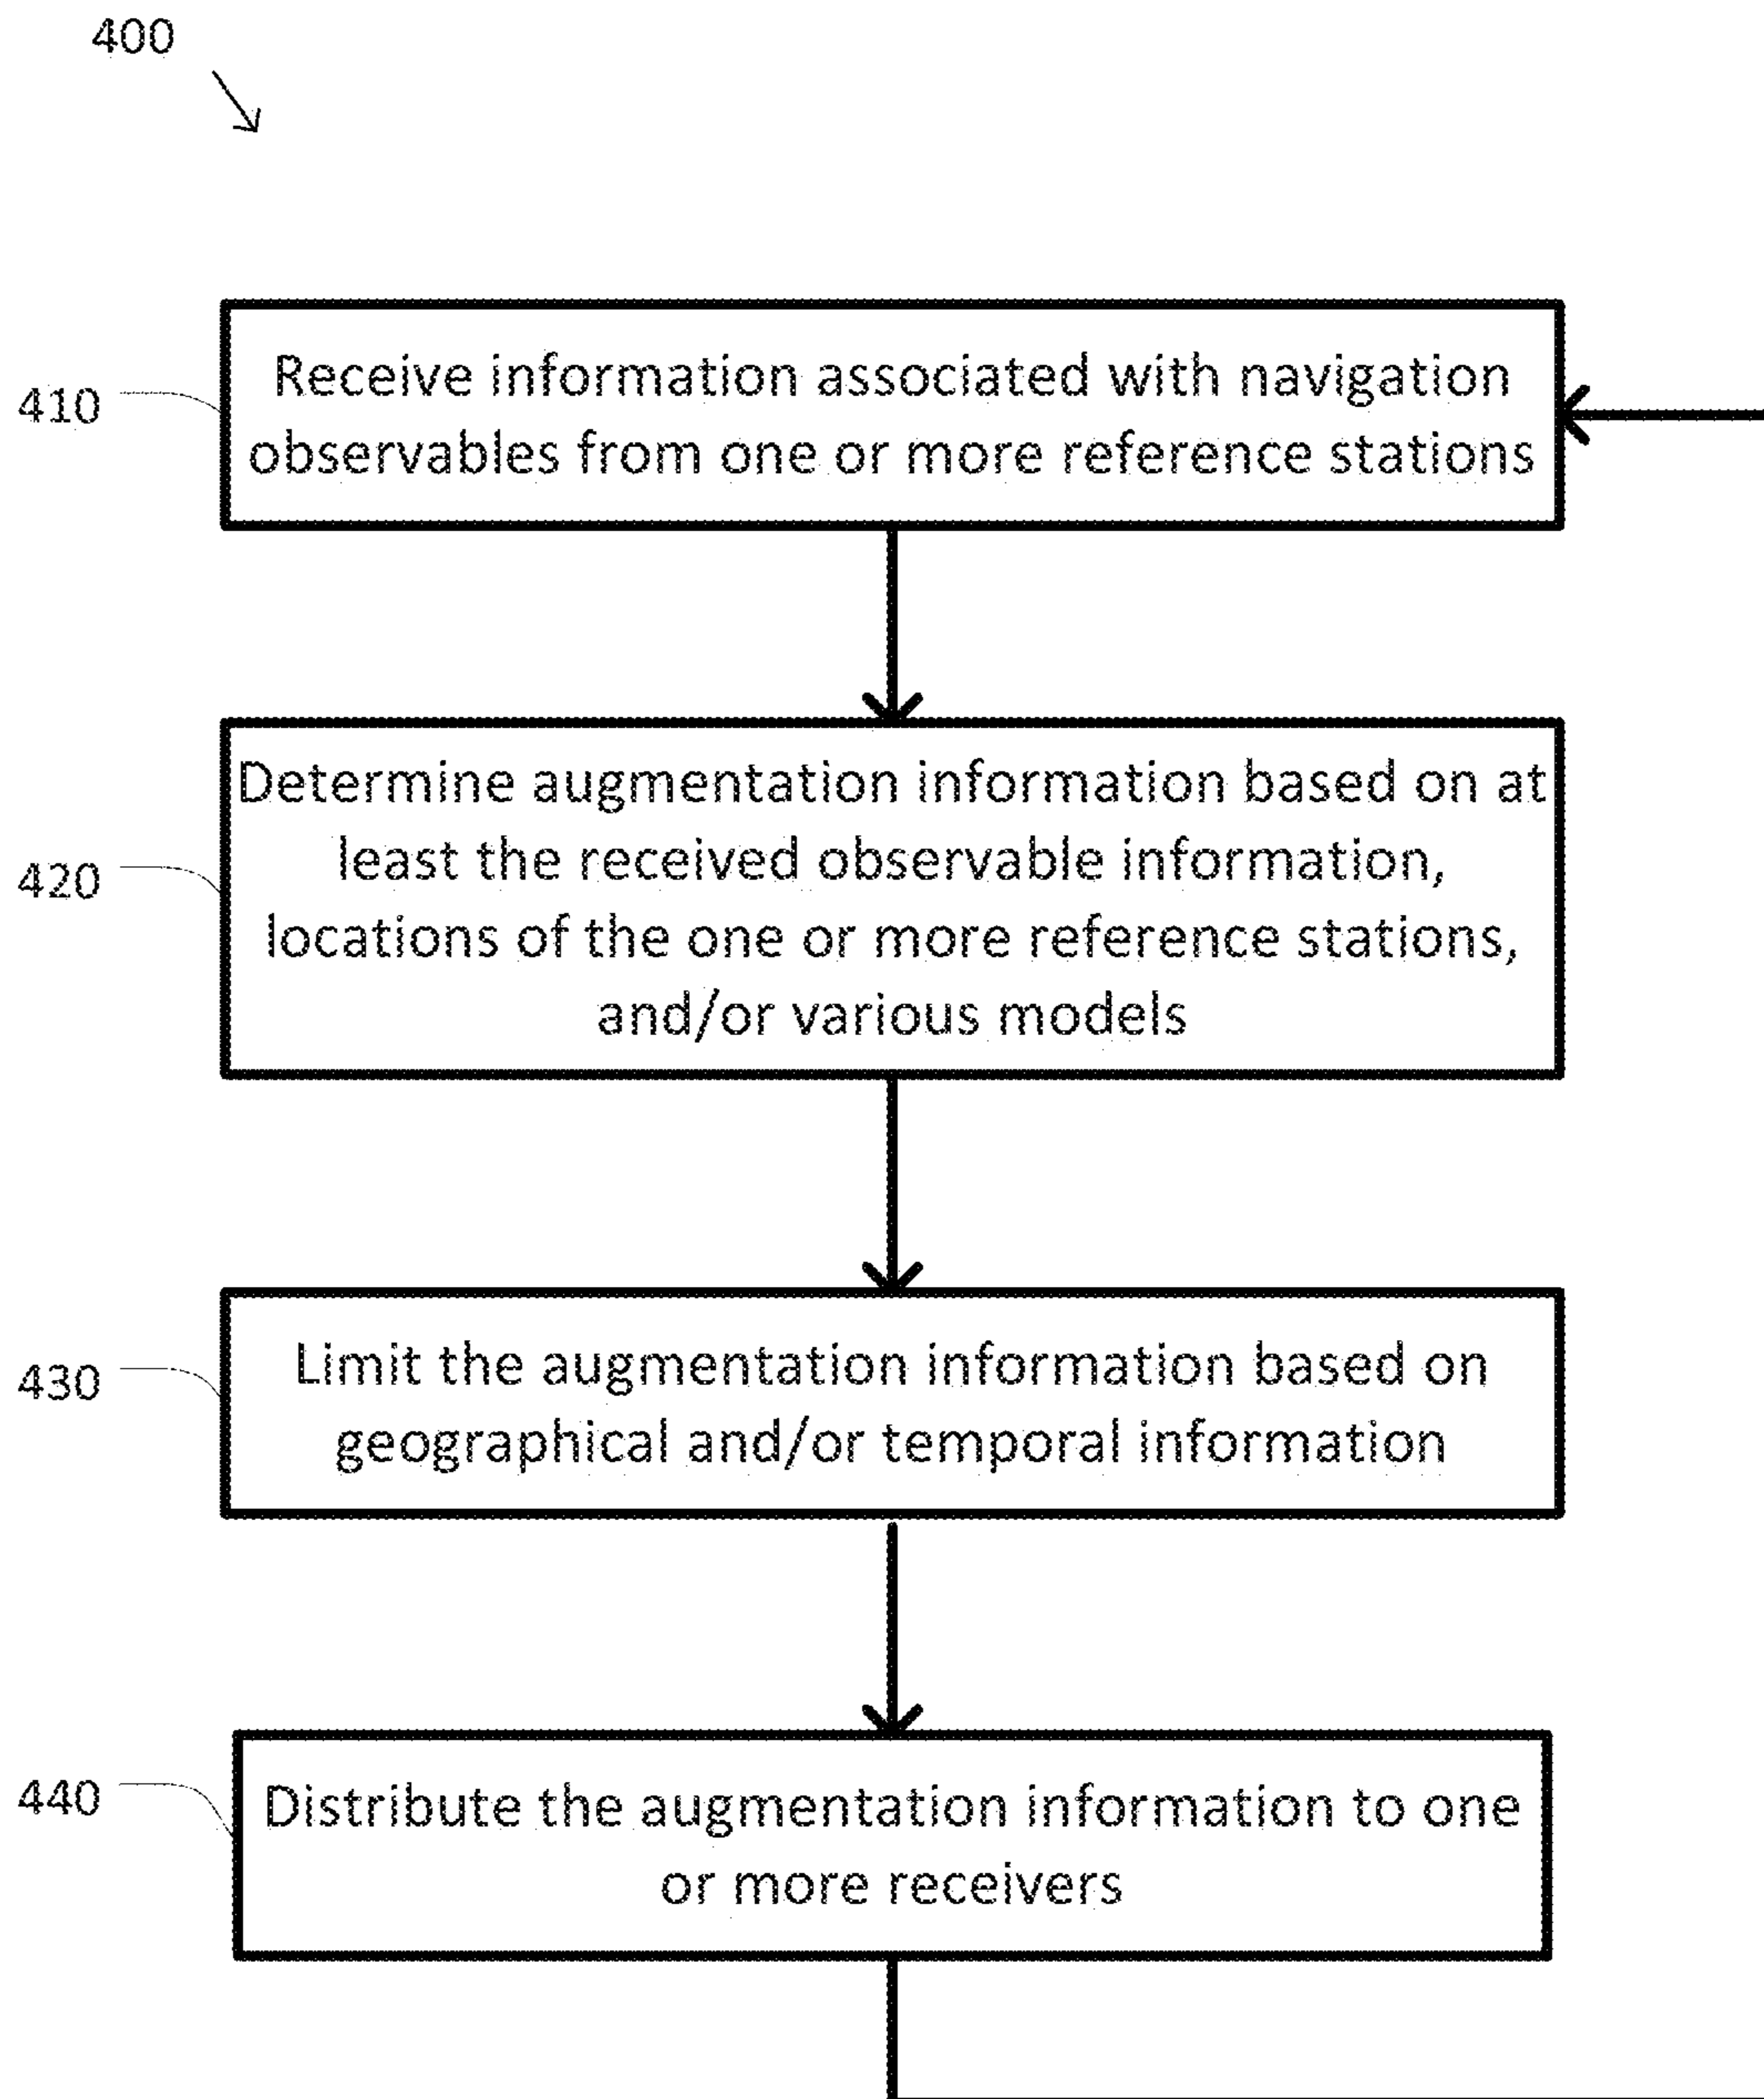 400
410
Receive information associated with navigation
observables from one or more reference stations
420
Determine augmentation information based on at
least the received observable information,
locations of the one or more reference stations,
and/or various models
430
Limit the augmentation information based on
geographical and/or temporal information
440
Distribute the augmentation information to one
or more receivers